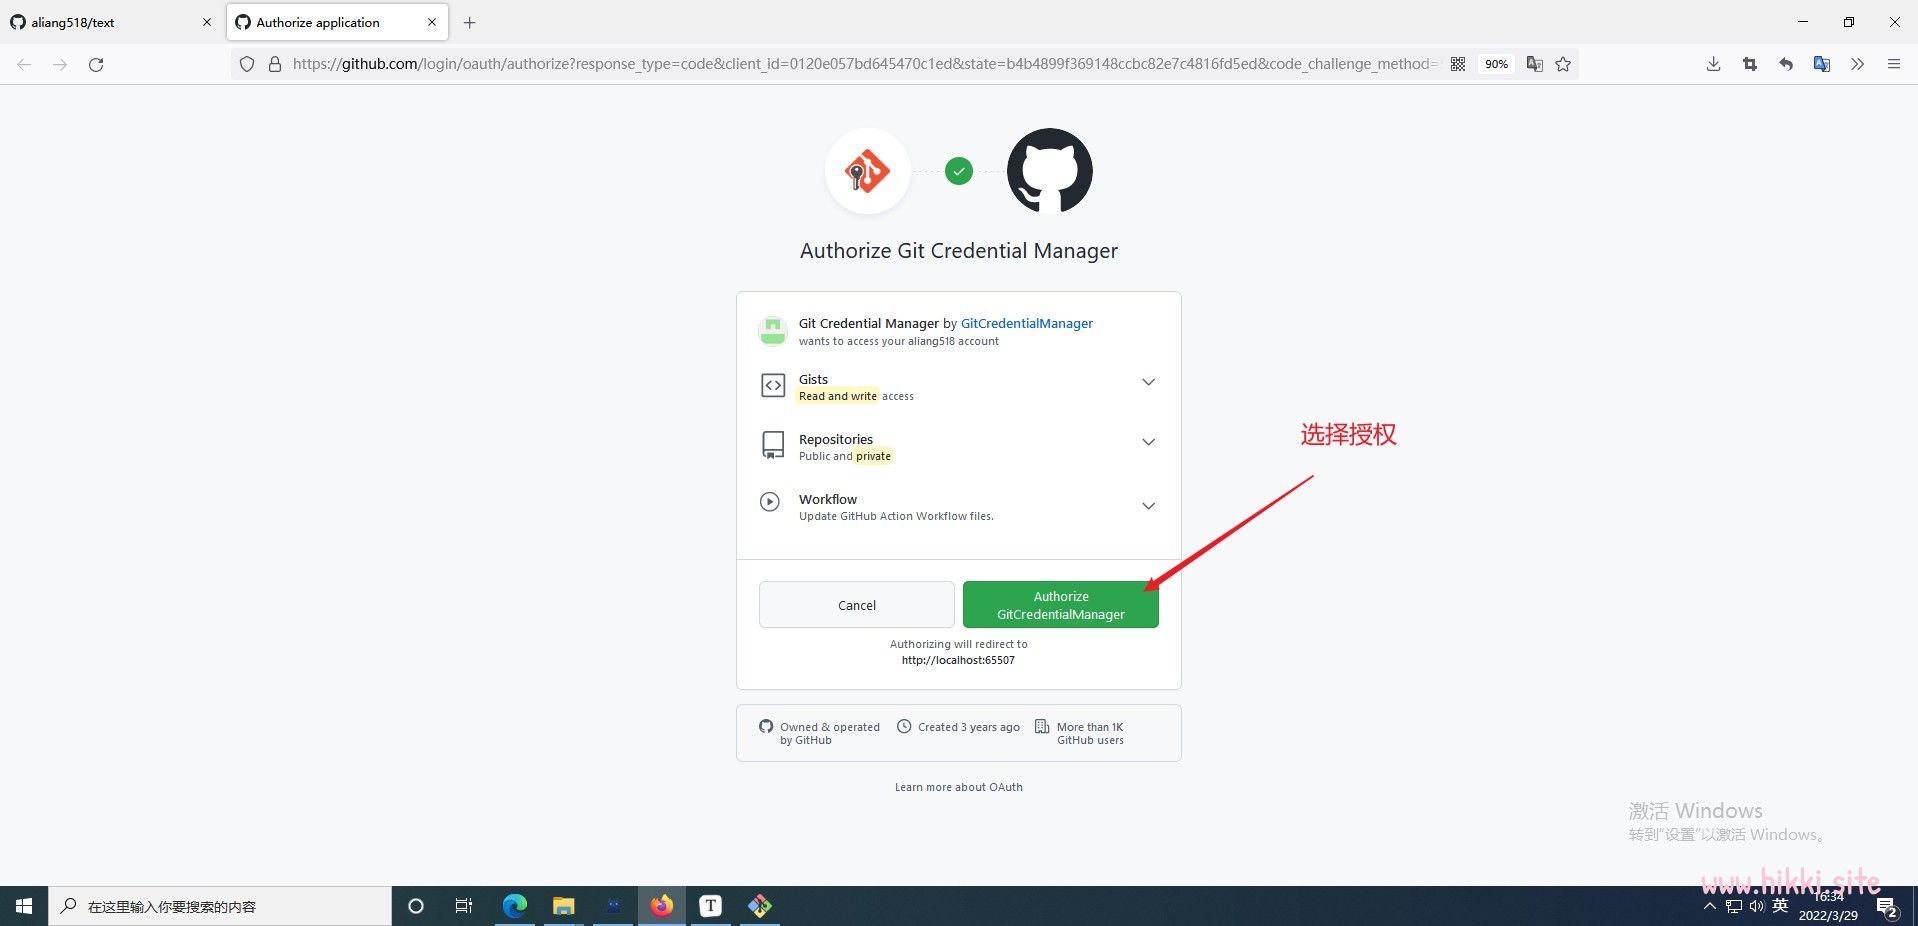 aliang518/text
Authorize application
https://github.com/login/oauth/authorize?response_type=code&client_id=0120e057bd645470c1ed&state=b4b4899f369148ccbc82e7c4816fd5ed&code_challenge_method=
90%
Authorize Git Credential Manager
Git Credential Manager by GitCredentialManager
wants to access your aliang518 account
Gists
Read and write access
Repositories
Public and private
Workflow
Update GitHub Action Workflow files.
选择授权
Cancel
Authorize
GitCredentialManager
Authorizing will redirect to
http://localhost:65507
Owned & operated
by GitHub
Created 3 years ago
More than 1K
GitHub users
Learn more about OAuth
激活 Windows
转到"设置"以激活 Windows。
www.hikki.site
在这里输入你要搜索的内容
T
英
16:34
2022/3/29
2